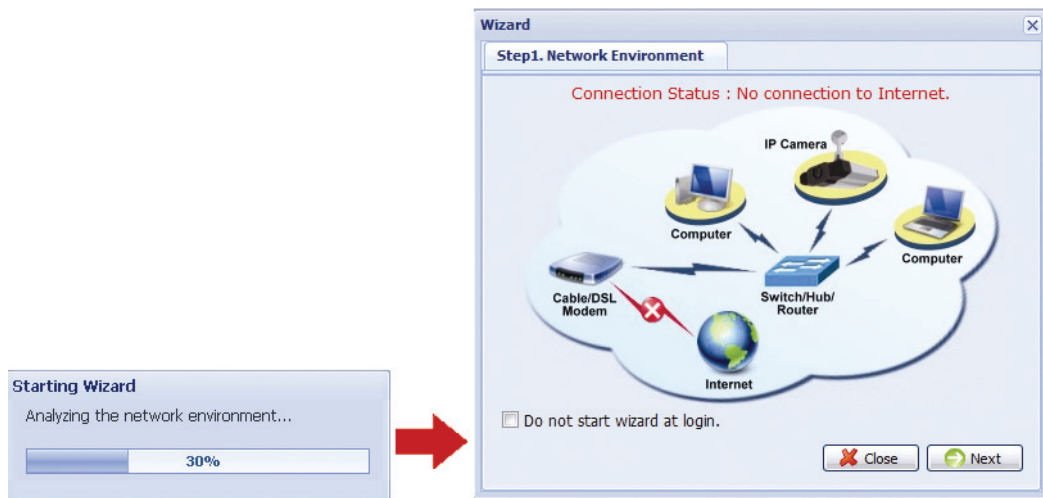 Starting Wizard
Analyzing the network environment...
30%
Wizard
Step1. Network Environment
Connection Status : No connection to Internet.
IP Camera
Computer
Computer
Cable/DSL
Modem
Switch/Hub/
Router
Internet
Do not start wizard at login.
Close
Next